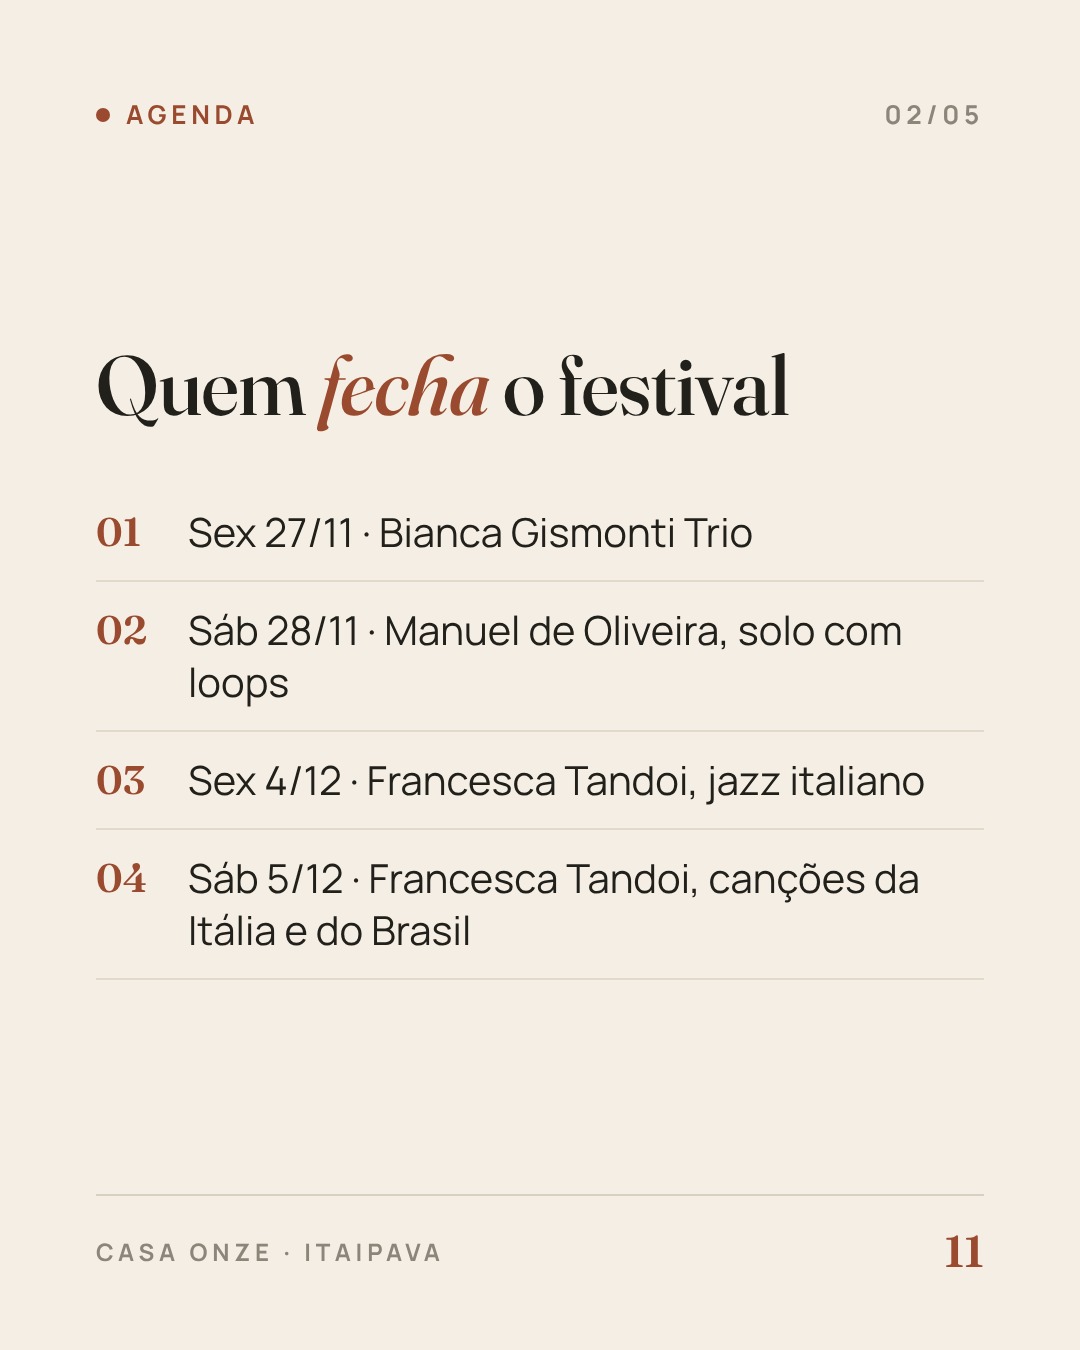 AGENDA
02/05
Quem fecha o festival
01 Sex 27/11 · Bianca Gismonti Trio
02 Sáb 28/11 · Manuel de Oliveira, solo com
loops
03 Sex 4/12 · Francesca Tandoi, jazz italiano
04 Sáb 5/12 · Francesca Tandoi, canções da
Itália e do Brasil
CASA ONZE · ITAIPAVA
11